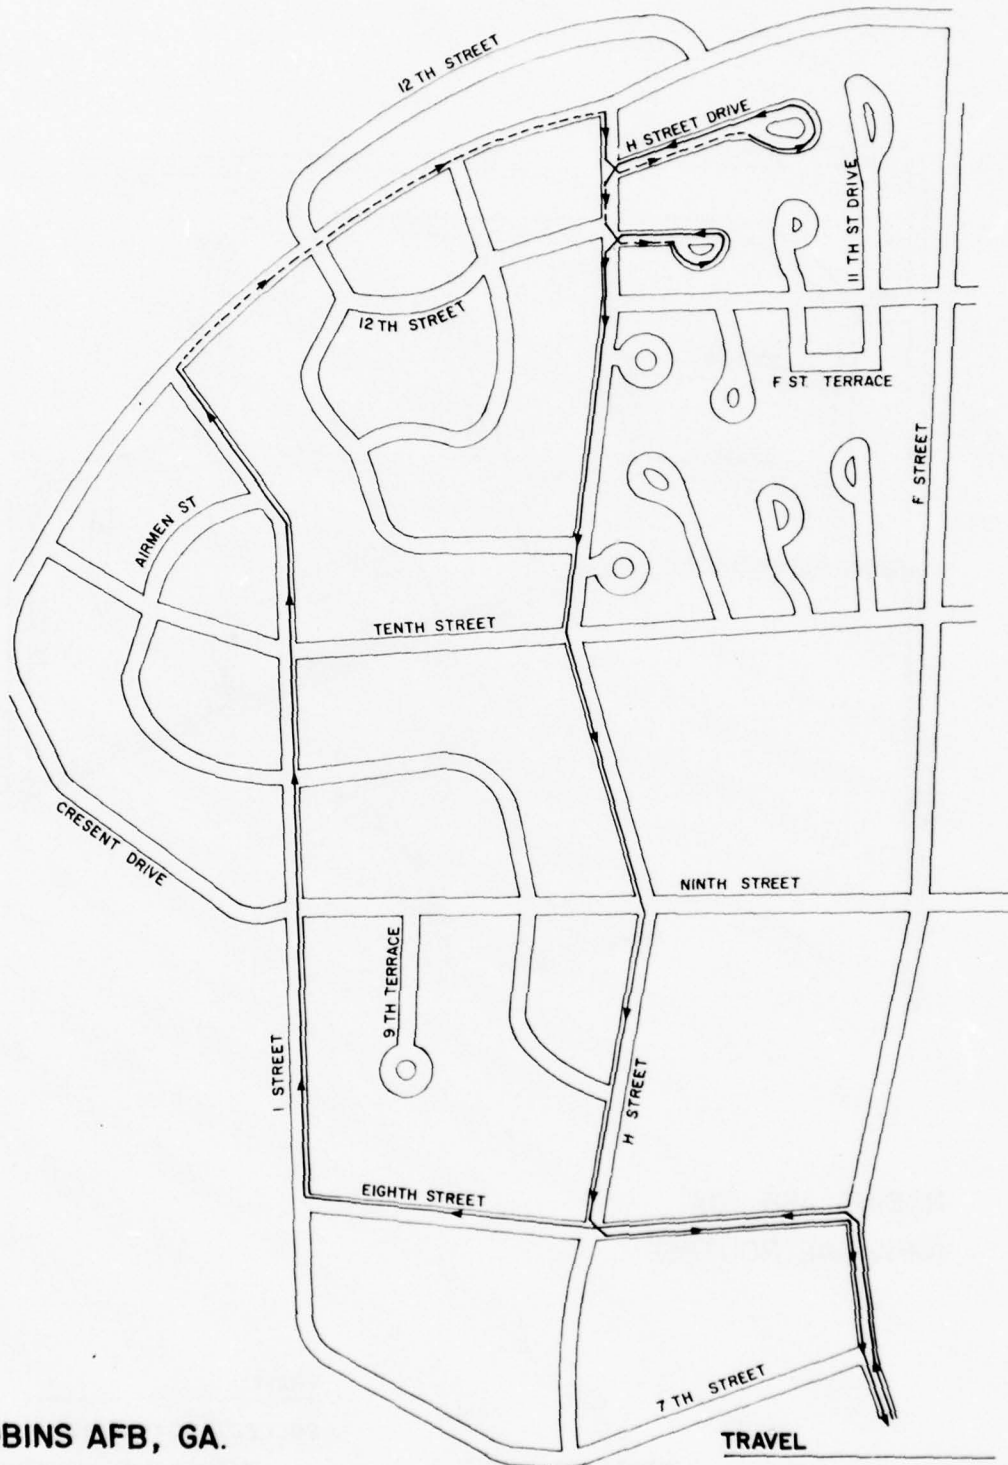 12 TH STREET
H STREET DRIVE
11 TH ST DRIVE
12 TH STREET
F ST. TERRACE
F STREET
AIRMEN ST
TENTH STREET
CRESENT DRIVE
NINTH STREET
9 TH TERRACE
I STREET
H STREET
EIGHTH STREET
7 TH STREET
BINS AFB, GA.
TRAVEL